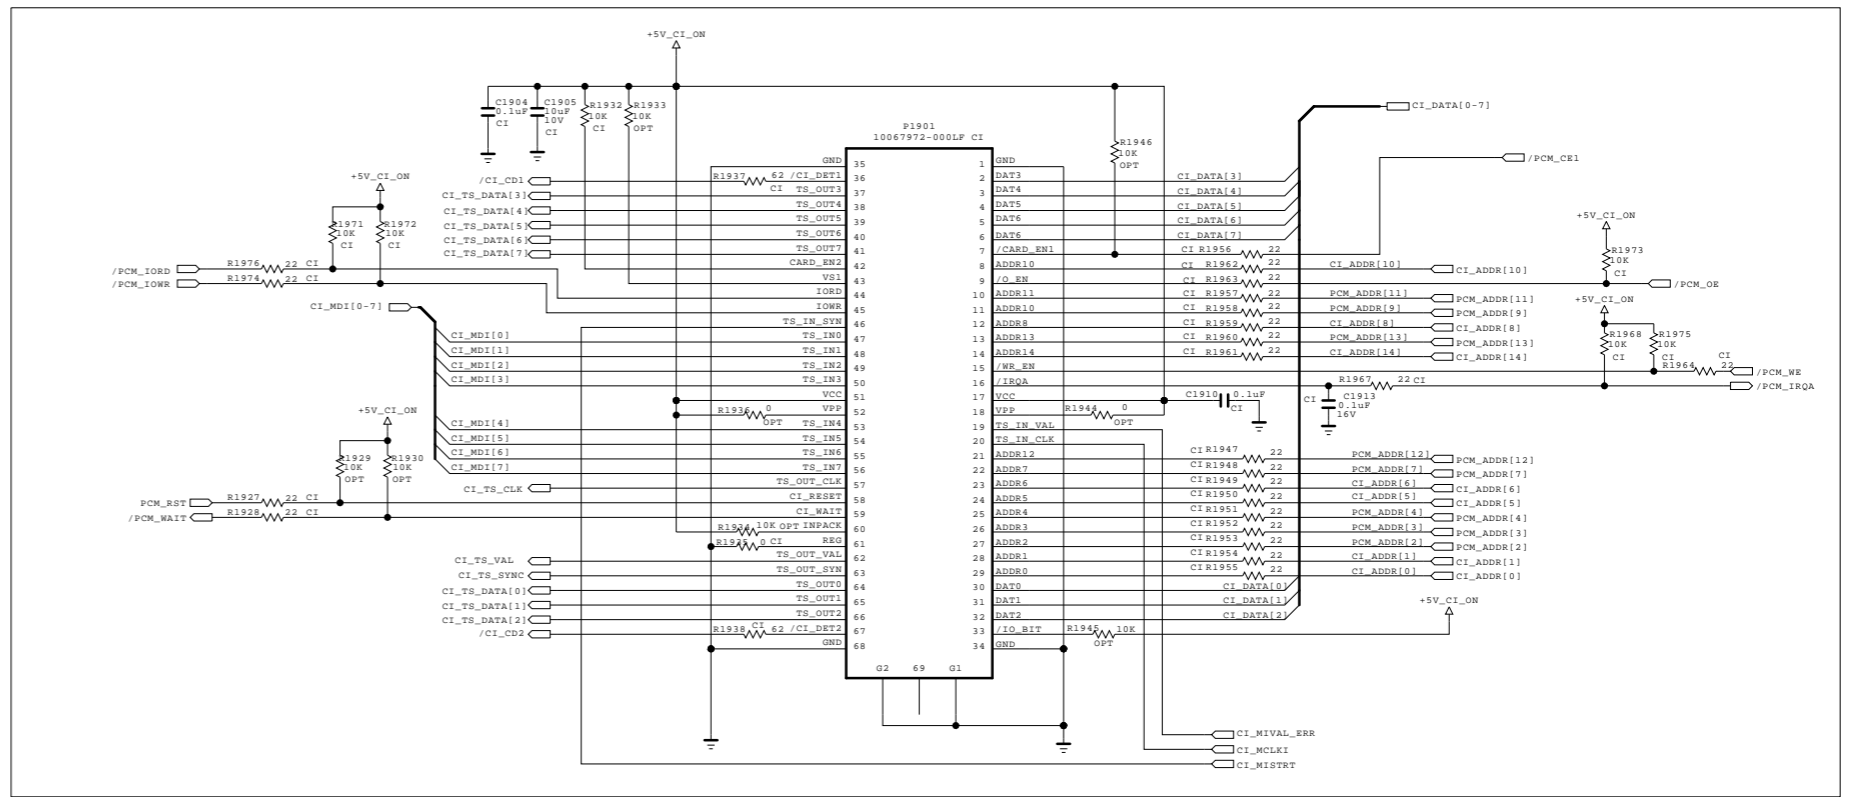 +5V_CI_ON
C1904
0.1uF
CI
C1905
10uF
10V
CI
R1932
10K
CI
R1933
10K
OPT
P1901
10067972-000LF CI
R1946
10K
OPT
CI_DATA[0-7]
/PCM_CE1
GND 35
1 GND
/CI_CD1 R1937 62 CI /CI_DET1 36
2 DAT3 CI_DATA[3]
CI_TS_DATA[3] TS_OUT3 37
3 DAT4 CI_DATA[4]
CI_TS_DATA[4] TS_OUT4 38
4 DAT5 CI_DATA[5]
CI_TS_DATA[5] TS_OUT5 39
5 DAT6 CI_DATA[6]
CI_TS_DATA[6] TS_OUT6 40
6 DAT6 CI_DATA[7]
CI_TS_DATA[7] TS_OUT7 41
7 /CARD_EN1 CI R1956 22
CARD_EN2 42
8 ADDR10 CI R1962 22 CI_ADDR[10] CI_ADDR[10]
VS1 43
9 /O_EN CI R1963 22 /PCM_OE
+5V_CI_ON
R1973
10K
CI
+5V_CI_ON
R1971
10K
CI
R1972
10K
CI
/PCM_IORD R1976 22 CI
/PCM_IOWR R1974 22 CI
IORD 44
10 ADDR11 CI R1957 22 PCM_ADDR[11] PCM_ADDR[11]
IOWR 45
11 ADDR10 CI R1958 22 PCM_ADDR[9] PCM_ADDR[9]
CI_MDI[0-7]
TS_IN_SYN 46
12 ADDR8 CI R1959 22 CI_ADDR[8] CI_ADDR[8]
CI_MDI[0] TS_IN0 47
13 ADDR13 CI R1960 22 PCM_ADDR[13] PCM_ADDR[13]
CI_MDI[1] TS_IN1 48
14 ADDR14 CI R1961 22 CI_ADDR[14] CI_ADDR[14]
+5V_CI_ON
R1968
10K
CI
R1975
10K
CI
CI_MDI[2] TS_IN2 49
15 /WR_EN R1964 CI 22 /PCM_WE
CI_MDI[3] TS_IN3 50
16 /IRQA R1967 22 CI /PCM_IRQA
CI C1913
0.1uF
16V
VCC 51
17 VCC C1910 0.1uF CI
R1936 0 OPT VPP 52
18 VPP R1944 0 OPT
CI_MDI[4] TS_IN4 53
19 TS_IN_VAL
CI_MDI[5] TS_IN5 54
20 TS_IN_CLK
CI_MDI[6] TS_IN6 55
21 ADDR12 CI R1947 22 PCM_ADDR[12] PCM_ADDR[12]
CI_MDI[7] TS_IN7 56
22 ADDR7 CI R1948 22 PCM_ADDR[7] PCM_ADDR[7]
+5V_CI_ON
R1929
10K
OPT
R1930
10K
OPT
CI_TS_CLK TS_OUT_CLK 57
23 ADDR6 CI R1949 22 CI_ADDR[6] CI_ADDR[6]
PCM_RST R1927 22 CI CI_RESET 58
24 ADDR5 CI R1950 22 CI_ADDR[5] CI_ADDR[5]
/PCM_WAIT R1928 22 CI CI_WAIT 59
25 ADDR4 CI R1951 22 PCM_ADDR[4] PCM_ADDR[4]
R1934 10K OPT INPACK 60
26 ADDR3 CI R1952 22 PCM_ADDR[3] PCM_ADDR[3]
R1935 0 CI REG 61
27 ADDR2 CI R1953 22 PCM_ADDR[2] PCM_ADDR[2]
CI_TS_VAL TS_OUT_VAL 62
28 ADDR1 CI R1954 22 CI_ADDR[1] CI_ADDR[1]
CI_TS_SYNC TS_OUT_SYN 63
29 ADDR0 CI R1955 22 CI_ADDR[0] CI_ADDR[0]
CI_TS_DATA[0] TS_OUT0 64
30 DAT0 CI_DATA[0]
CI_TS_DATA[1] TS_OUT1 65
31 DAT1 CI_DATA[1]
CI_TS_DATA[2] TS_OUT2 66
32 DAT2 CI_DATA[2]
/CI_CD2 R1938 CI 62 /CI_DET2 67
33 /IO_BIT R1945 10K OPT
+5V_CI_ON
GND 68
34 GND
G2 69 G1
CI_MIVAL_ERR
CI_MCLKI
CI_MISTRT